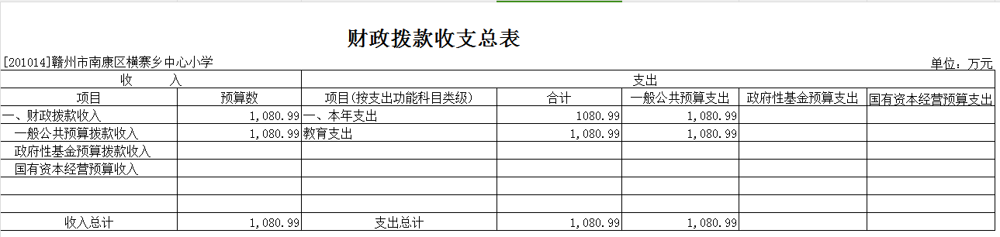 财政拨款收支总表
[201014]赣州市南康区横寨乡中心小学 单位：万元
收 入 支出
项目 预算数 项目(按支出功能科目类级) 合计 一般公共预算支出 政府性基金预算支出 国有资本经营预算支出
一、财政拨款收入 1,080.99 一、本年支出 1080.99 1,080.99
一般公共预算拨款收入 1,080.99 教育支出 1,080.99 1,080.99
政府性基金预算拨款收入
国有资本经营预算收入
收入总计 1,080.99 支出总计 1,080.99 1,080.99